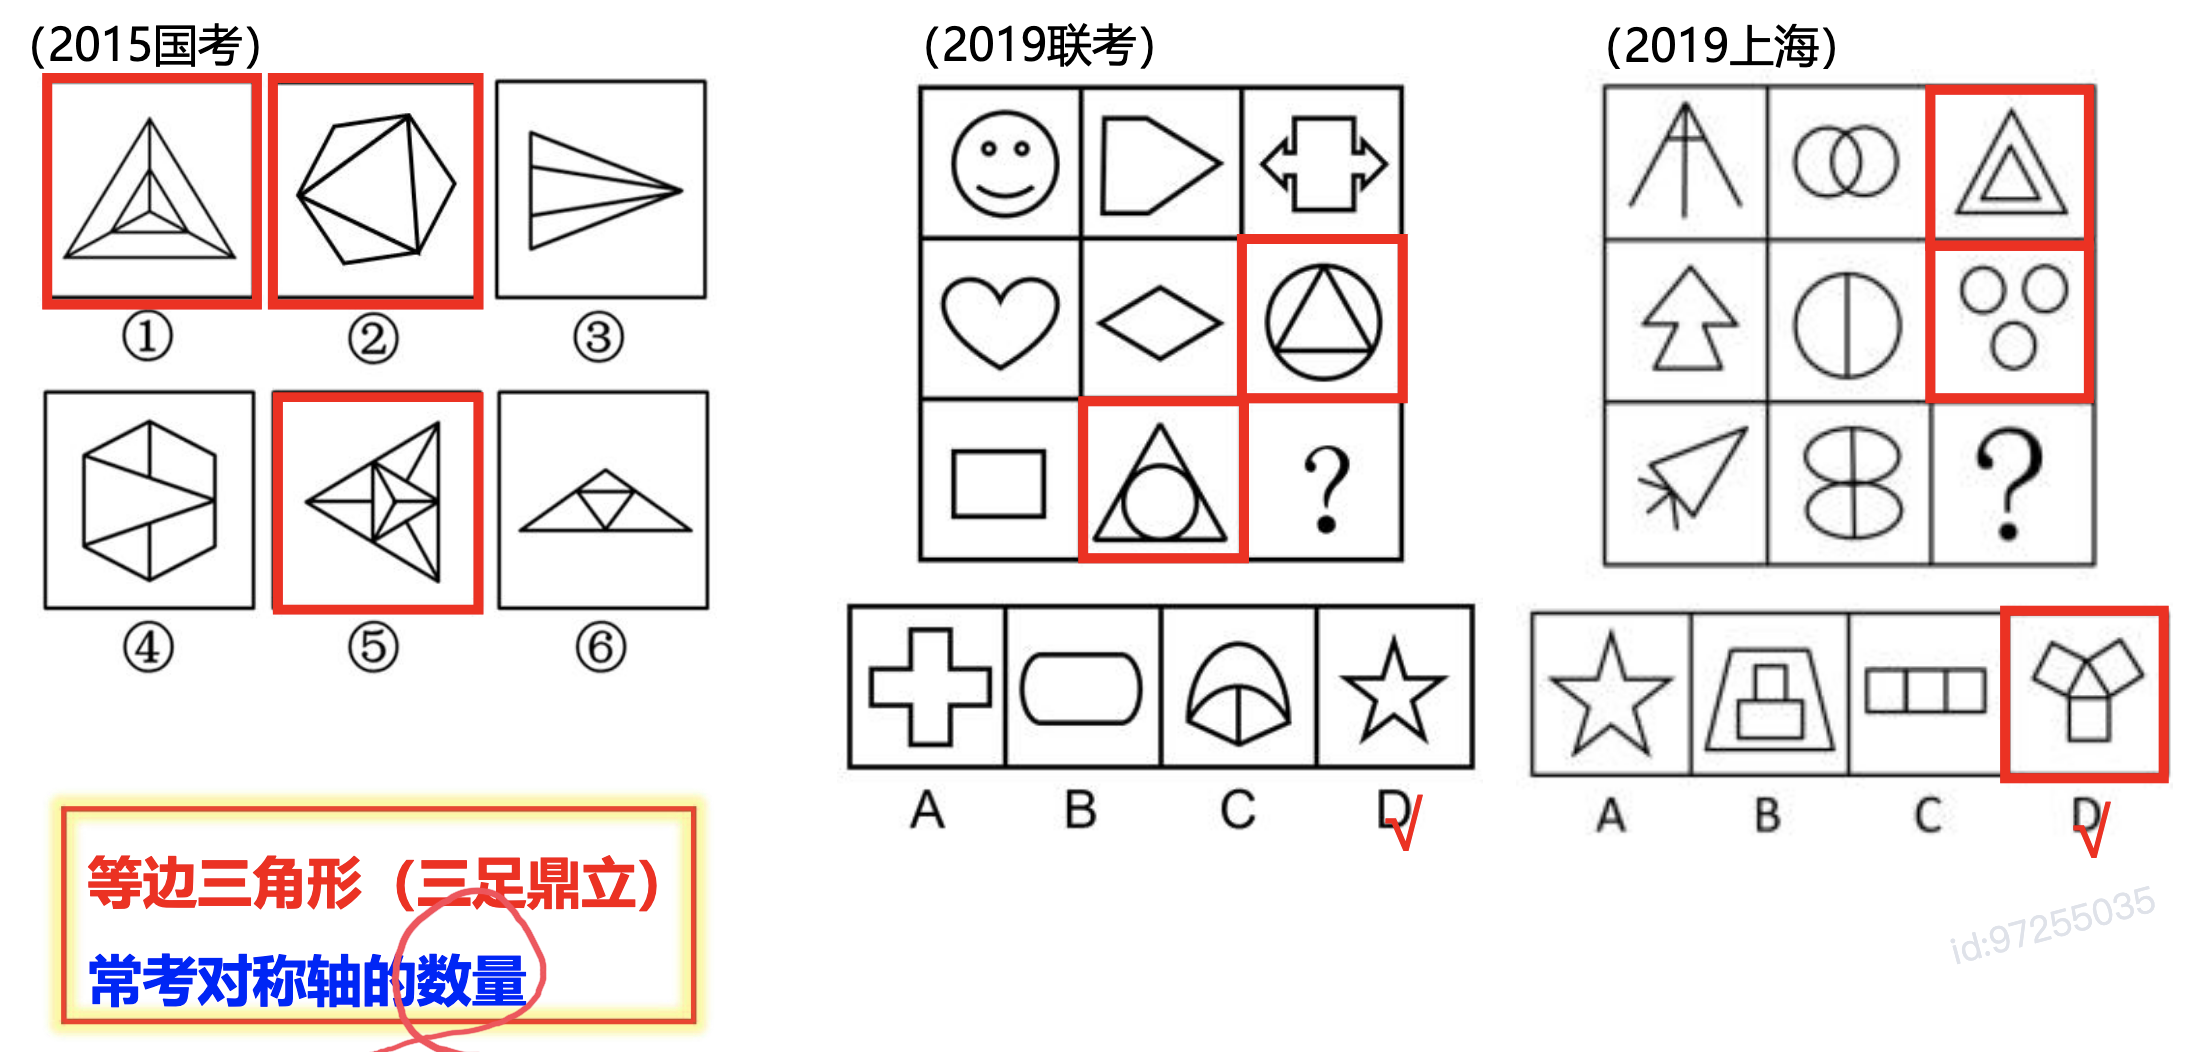 (2015国考)
① ② ③
④ ⑤ ⑥
等边三角形（三足鼎立）
常考对称轴的数量
(2019联考)
?
A B C D√
(2019上海)
?
A B C D√
id:97255035